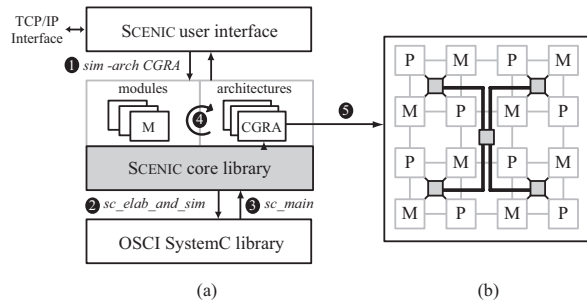 TCP/IP
Interface
SCENIC user interface
1 sim -arch CGRA
modules
architectures
M
4
CGRA
5
SCENIC core library
2 sc_elab_and_sim
3 sc_main
OSCI SystemC library
(a)
P M P M
M P M P
P M P M
M P M P
(b)